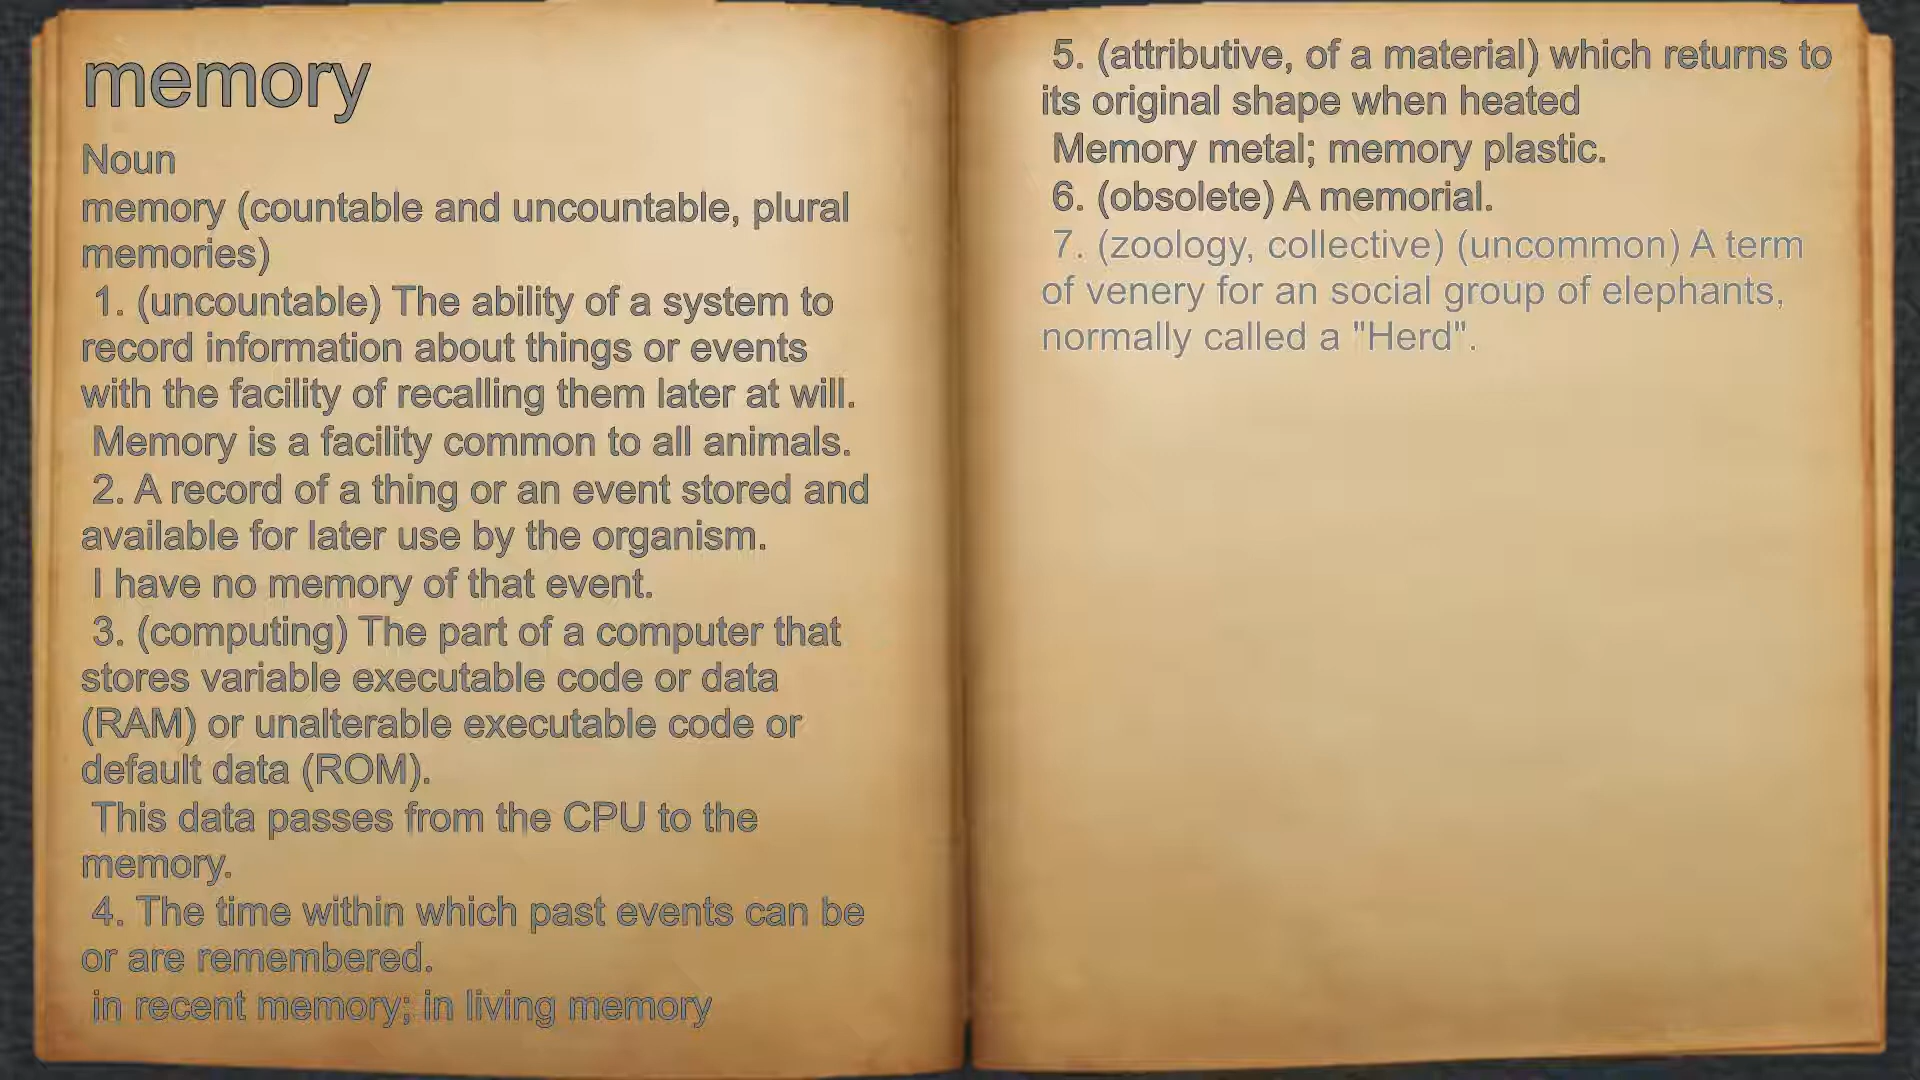 memory
Noun
memory (countable and uncountable, plural
memories)
1. (uncountable) The ability of a system to
record information about things or events
with the facility of recalling them later at will.
Memory is a facility common to all animals.
2. A record of a thing or an event stored and
available for later use by the organism.
I have no memory of that event.
3. (computing) The part of a computer that
stores variable executable code or data
(RAM) or unalterable executable code or
default data (ROM).
This data passes from the CPU to the
memory.
4. The time within which past events can be
or are remembered.
in recent memory; in living memory
5. (attributive, of a material) which returns to
its original shape when heated
Memory metal; memory plastic.
6. (obsolete) A memorial.
7. (zoology, collective) (uncommon) A term
of venery for an social group of elephants,
normally called a "Herd".